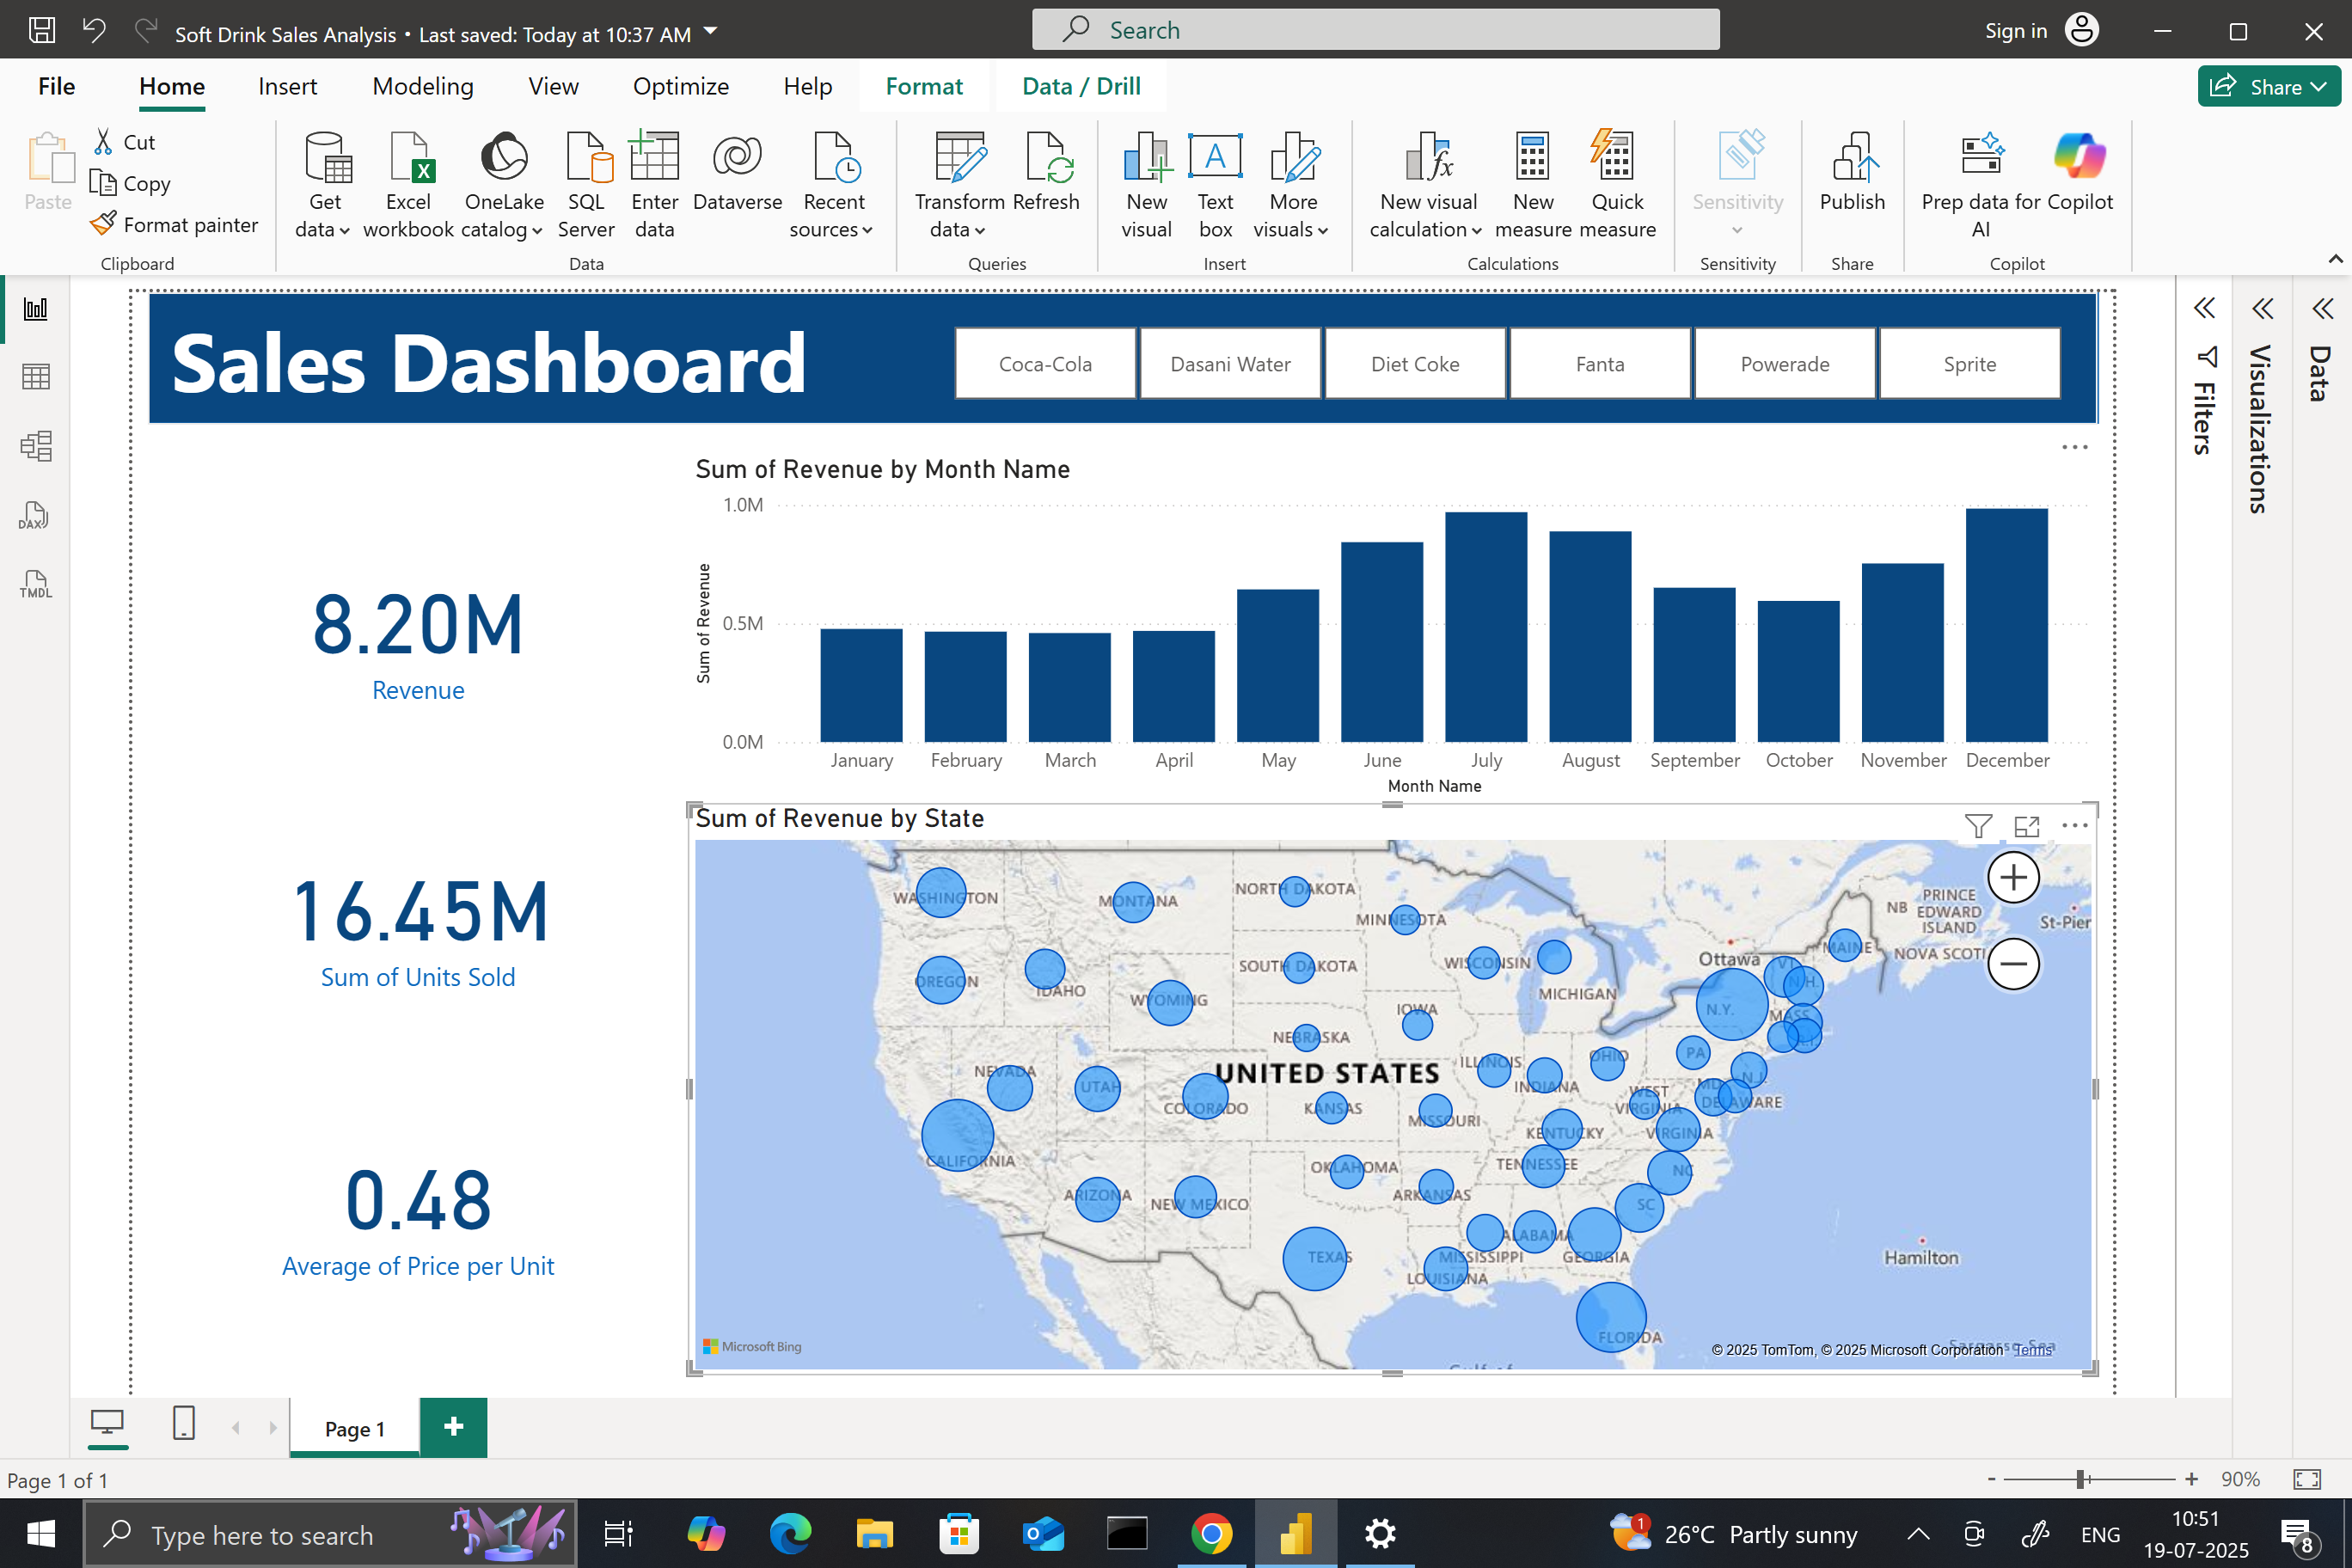 Soft Drink Sales Analysis • Last saved: Today at 10:37 AM
Search
Sign in
File Home Insert Modeling View Optimize Help Format Data / Drill
Share
Paste
Cut
Copy
Format painter
Clipboard
Get data
Excel workbook
OneLake catalog
SQL Server
Enter data
Dataverse
Recent sources
Data
Transform data
Refresh
Queries
New visual
Text box
More visuals
Insert
New visual calculation
New measure
Quick measure
Calculations
Sensitivity
Sensitivity
Publish
Share
Prep data for AI
Copilot
Copilot
DAX
TMDL
Sales Dashboard
Coca-Cola
Dasani Water
Diet Coke
Fanta
Powerade
Sprite
Filters
Visualizations
Data
8.20M
Revenue
16.45M
Sum of Units Sold
0.48
Average of Price per Unit
Sum of Revenue by Month Name
Sum of Revenue
1.0M
0.5M
0.0M
January February March April May June July August September October November December
Month Name
Sum of Revenue by State
WASHINGTON
MONTANA
NORTH DAKOTA
MINNESOTA
OREGON
IDAHO
WYOMING
SOUTH DAKOTA
WISCONSIN
MICHIGAN
Ottawa
MAINE
NB
PRINCE
EDWARD
ISLAND
St-Pier
NOVA SCOTI
VT
N.H.
N.Y.
MASS
R.I.
IOWA
NEBRASKA
NEVADA
UTAH
COLORADO
UNITED STATES
KANSAS
ILLINOIS
INDIANA
OHIO
PA
N.J.
MD
DELAWARE
WEST
VIRGINIA
MISSOURI
KENTUCKY
VIRGINIA
CALIFORNIA
ARIZONA
NEW MEXICO
OKLAHOMA
ARKANSAS
TENNESSEE
NC
SC
TEXAS
LOUISIANA
MISSISSIPPI
ALABAMA
GEORGIA
FLORIDA
Hamilton
Sargasso Sea
Gulf of
Microsoft Bing
© 2025 TomTom, © 2025 Microsoft Corporation Terms
Page 1
Page 1 of 1
90%
Type here to search
1
26°C Partly sunny
ENG
10:51
19-07-2025
8